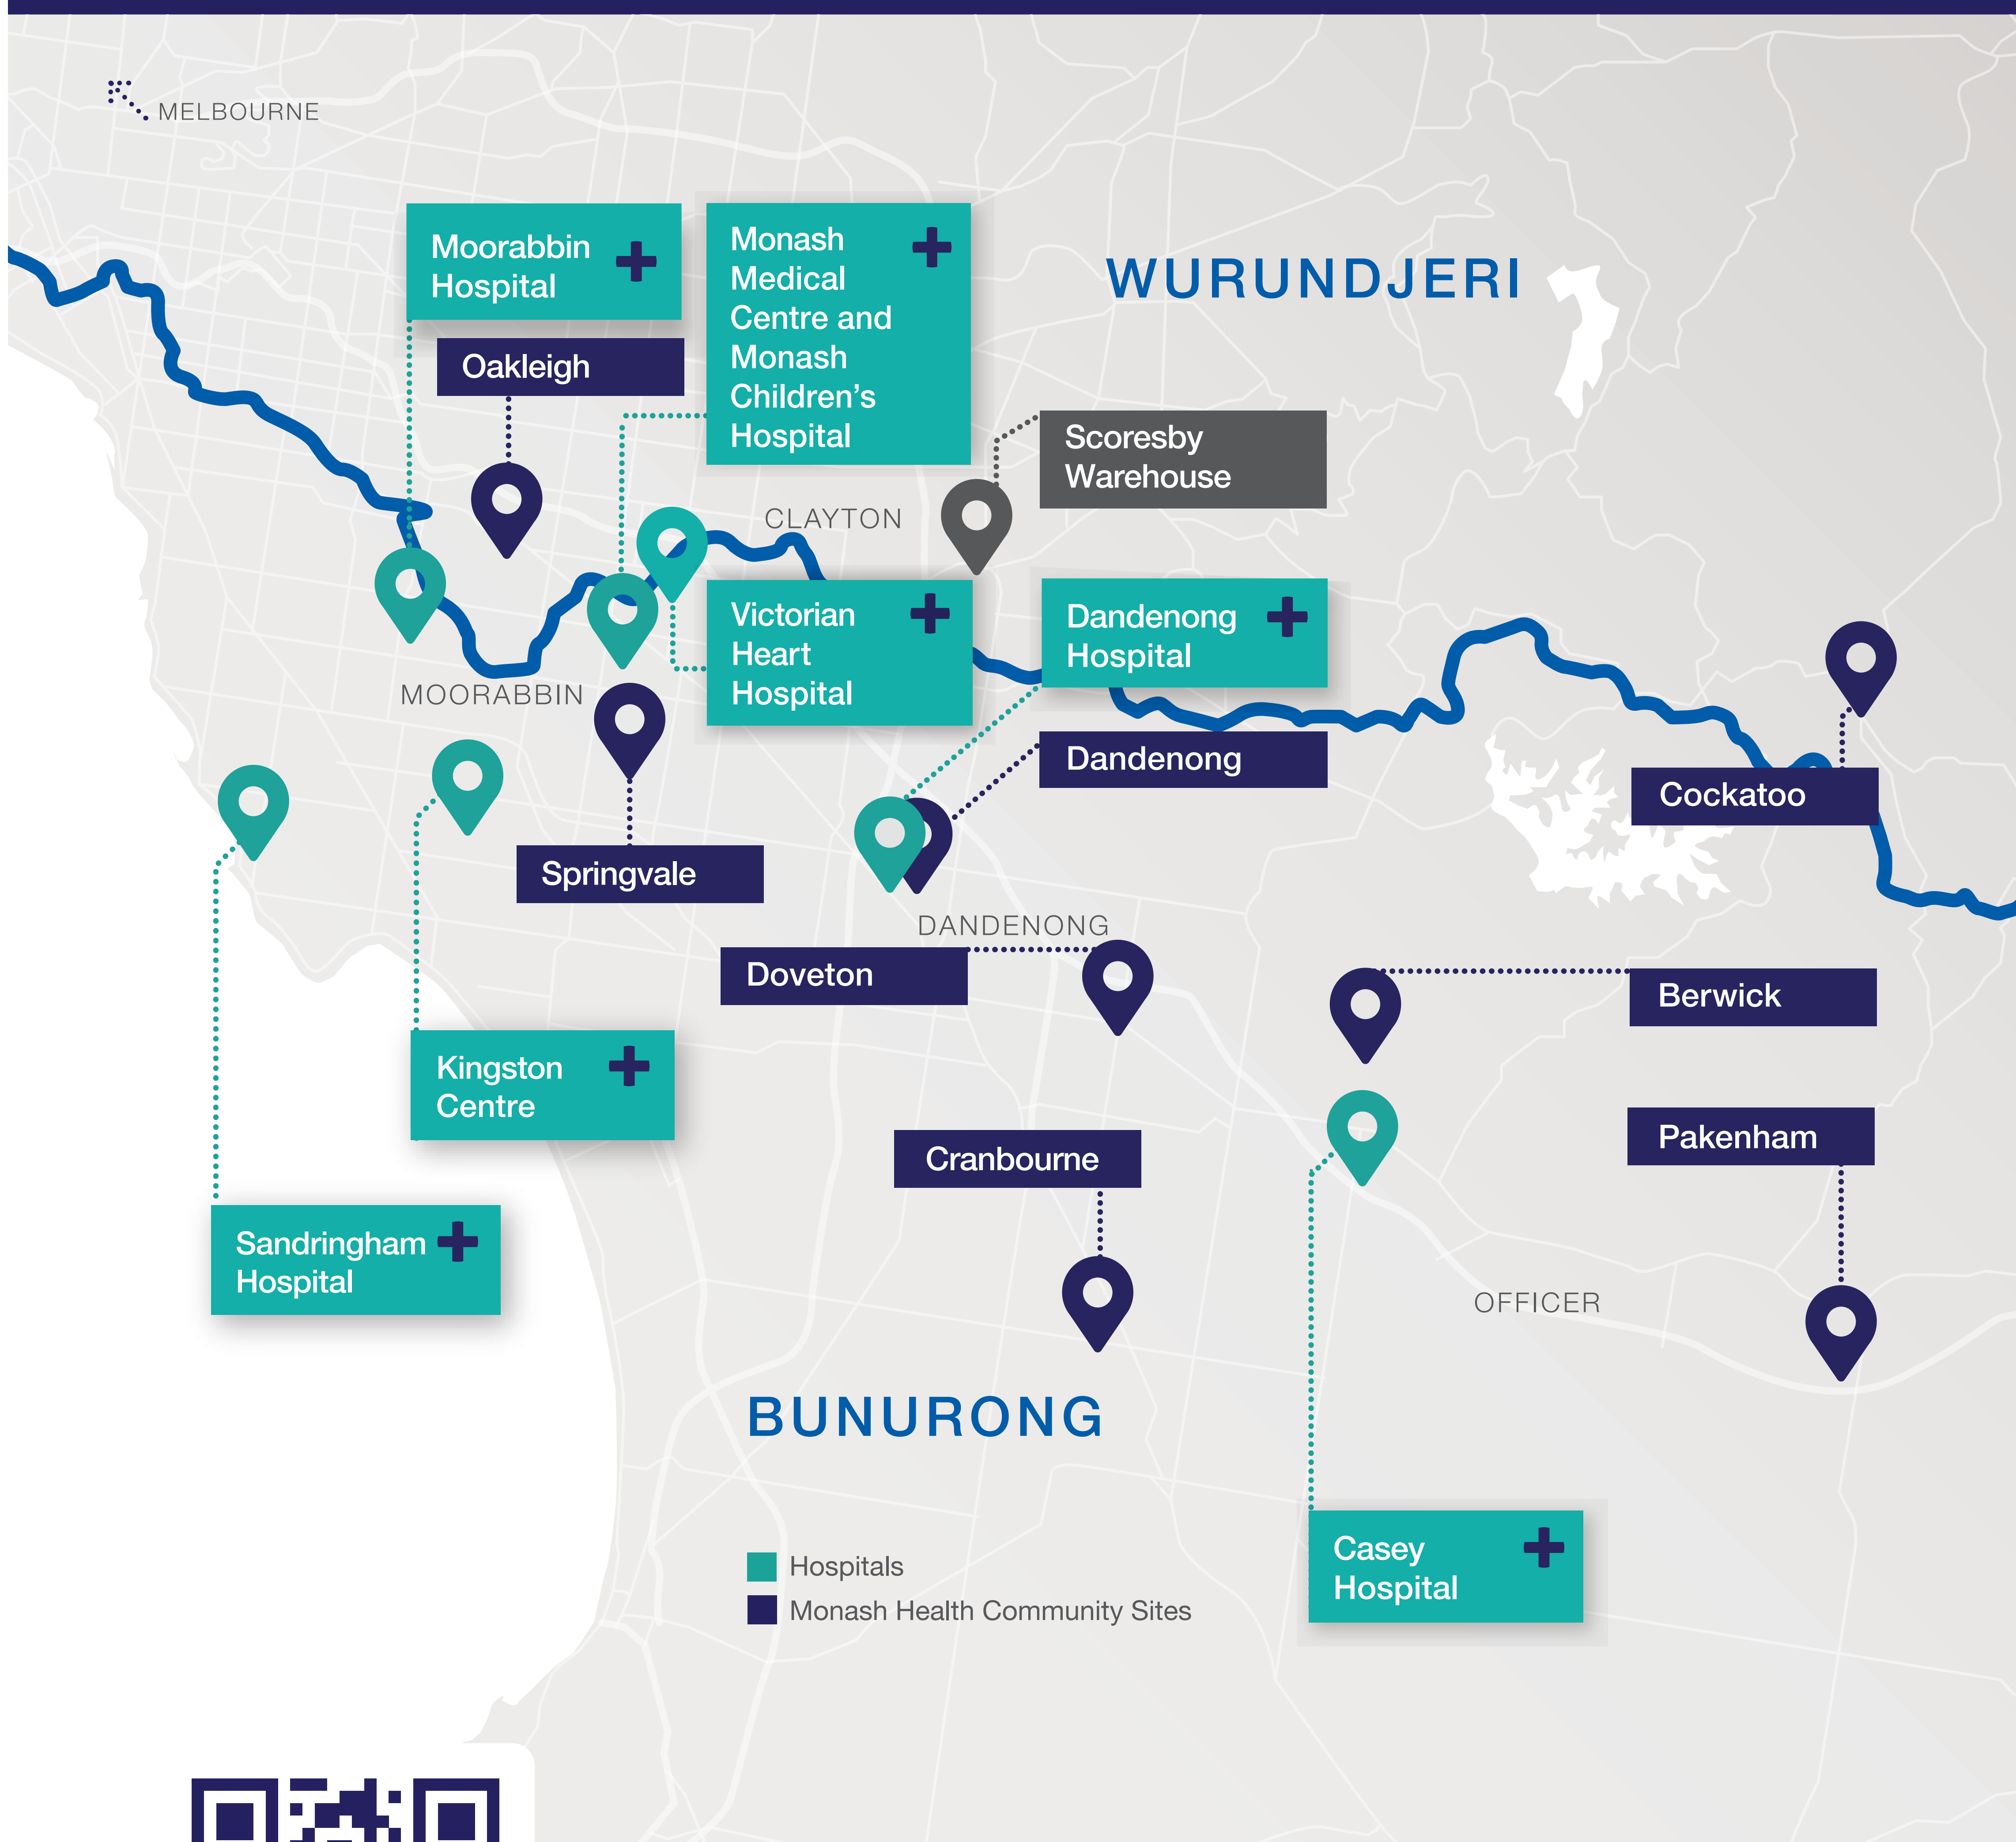 MELBOURNE
Moorabbin
Hospital
Monash
Medical
Centre and
Monash
Children's
Hospital
WURUNDJERI
Oakleigh
Scoresby
Warehouse
CLAYTON
Victorian
Heart
Hospital
Dandenong
Hospital
MOORABBIN
Dandenong
Cockatoo
Springvale
DANDENONG
Doveton
Berwick
Kingston
Centre
Cranbourne
Pakenham
Sandringham
Hospital
OFFICER
BUNURONG
Casey
Hospital
Hospitals
Monash Health Community Sites